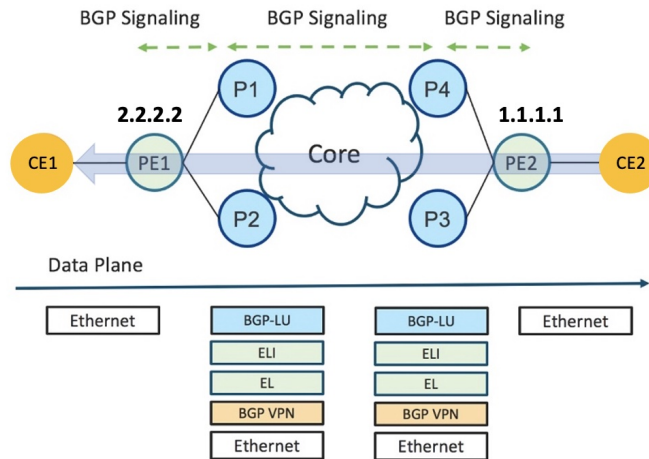 BGP Signaling BGP Signaling BGP Signaling
P1 P4
2.2.2.2 1.1.1.1
CE1 PE1 Core PE2 CE2
P2 P3
Data Plane
Ethernet BGP-LU BGP-LU Ethernet
ELI ELI
EL EL
BGP VPN BGP VPN
Ethernet Ethernet